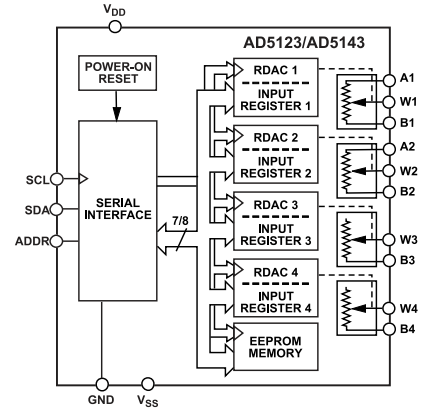 VDD
AD5123/AD5143
POWER-ON
RESET
RDAC 1
INPUT
REGISTER 1
A1
W1
B1
RDAC 2
INPUT
REGISTER 2
A2
W2
B2
SCL
SDA
ADDR
SERIAL
INTERFACE
7/8
RDAC 3
INPUT
REGISTER 3
W3
B3
RDAC 4
INPUT
REGISTER 4
W4
B4
EEPROM
MEMORY
GND
VSS